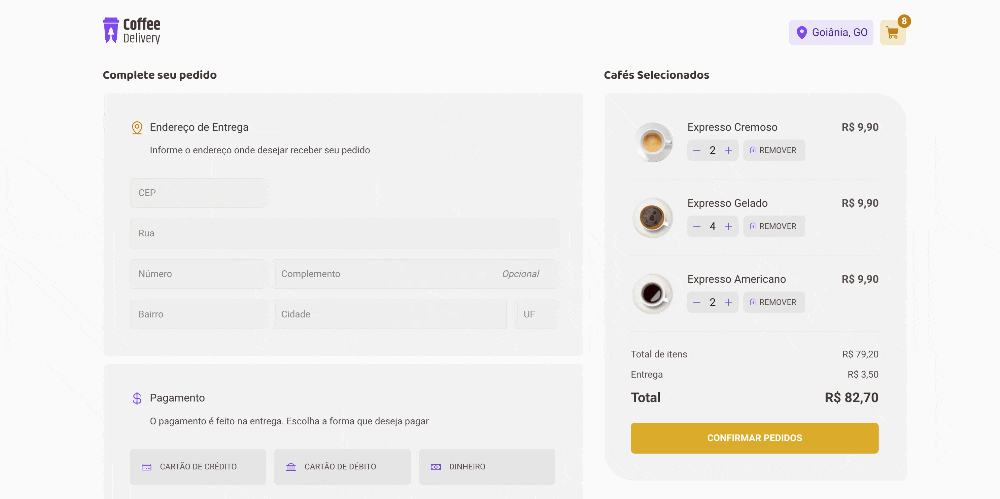 Coffee
Delivery
Goiânia, GO
8
Complete seu pedido
Endereço de Entrega
Informe o endereço onde desejar receber seu pedido
CEP
Rua
Número
Complemento Opcional
Bairro
Cidade
UF
Pagamento
O pagamento é feito na entrega. Escolha a forma que deseja pagar
CARTÃO DE CRÉDITO
CARTÃO DE DÉBITO
DINHEIRO
Cafés Selecionados
Expresso Cremoso R$ 9,90
2 REMOVER
Expresso Gelado R$ 9,90
4 REMOVER
Expresso Americano R$ 9,90
2 REMOVER
Total de itens R$ 79,20
Entrega R$ 3,50
Total R$ 82,70
CONFIRMAR PEDIDOS